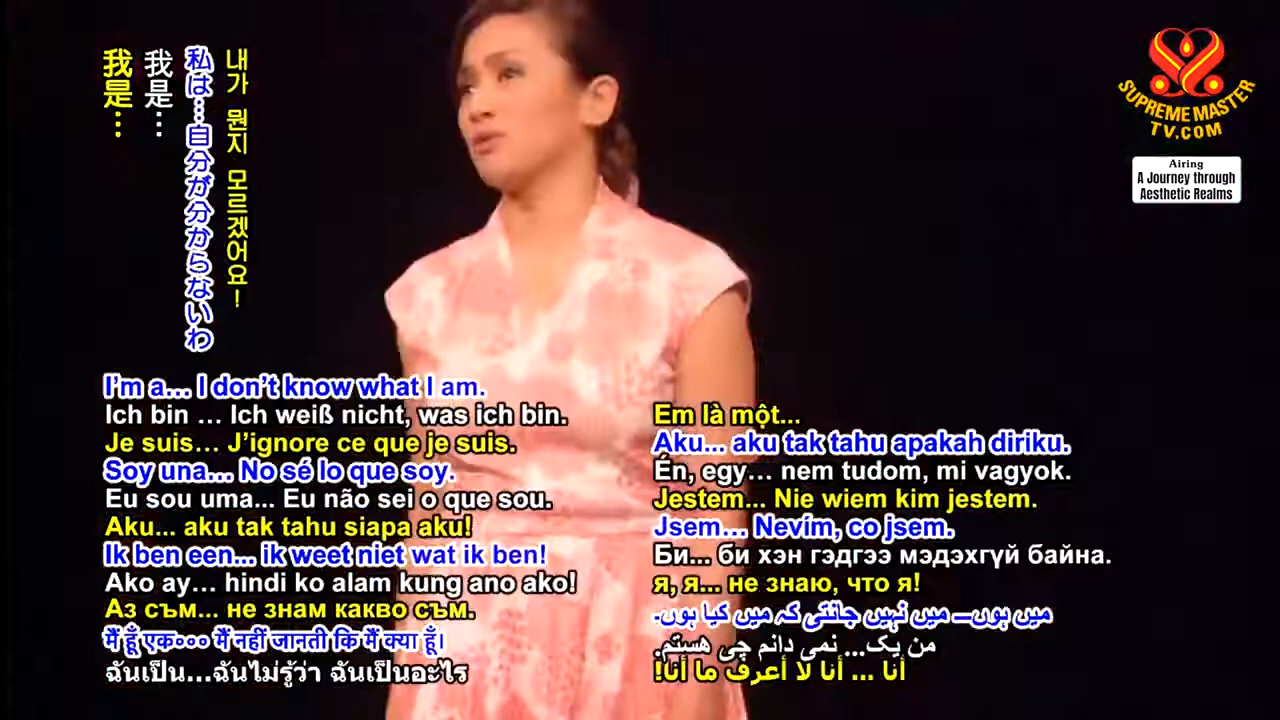 내가 뭔지 모르겠어요!
私は…自分が分からないわ
我是…
我是…
SUPREME MASTER
TV.COM
Airing
A Journey through
Aesthetic Realms
I'm a... I don't know what I am.
Ich bin … Ich weiß nicht, was ich bin.
Je suis… J'ignore ce que je suis.
Soy una... No sé lo que soy.
Eu sou uma... Eu não sei o que sou.
Aku... aku tak tahu siapa aku!
Ik ben een... ik weet niet wat ik ben!
Ako ay… hindi ko alam kung ano ako!
Аз съм... не знам какво съм.
मैं हूँ एक००० मैं नहीं जानती कि मैं क्या हूँ।
ฉันเป็น...ฉันไม่รู้ว่า ฉันเป็นอะไร
Em là một...
Aku... aku tak tahu apakah diriku.
Én, egy… nem tudom, mi vagyok.
Jestem... Nie wiem kim jestem.
Jsem… Nevím, co jsem.
Би... би хэн гэдгээ мэдэхгүй байна.
я, я... не знаю, что я!
میں ہوں— میں نہیں جانتی کہ میں کیا ہوں۔
من یک... نمی دانم چی هستم.
أنا ... أنا لا أعرف ما أنا!